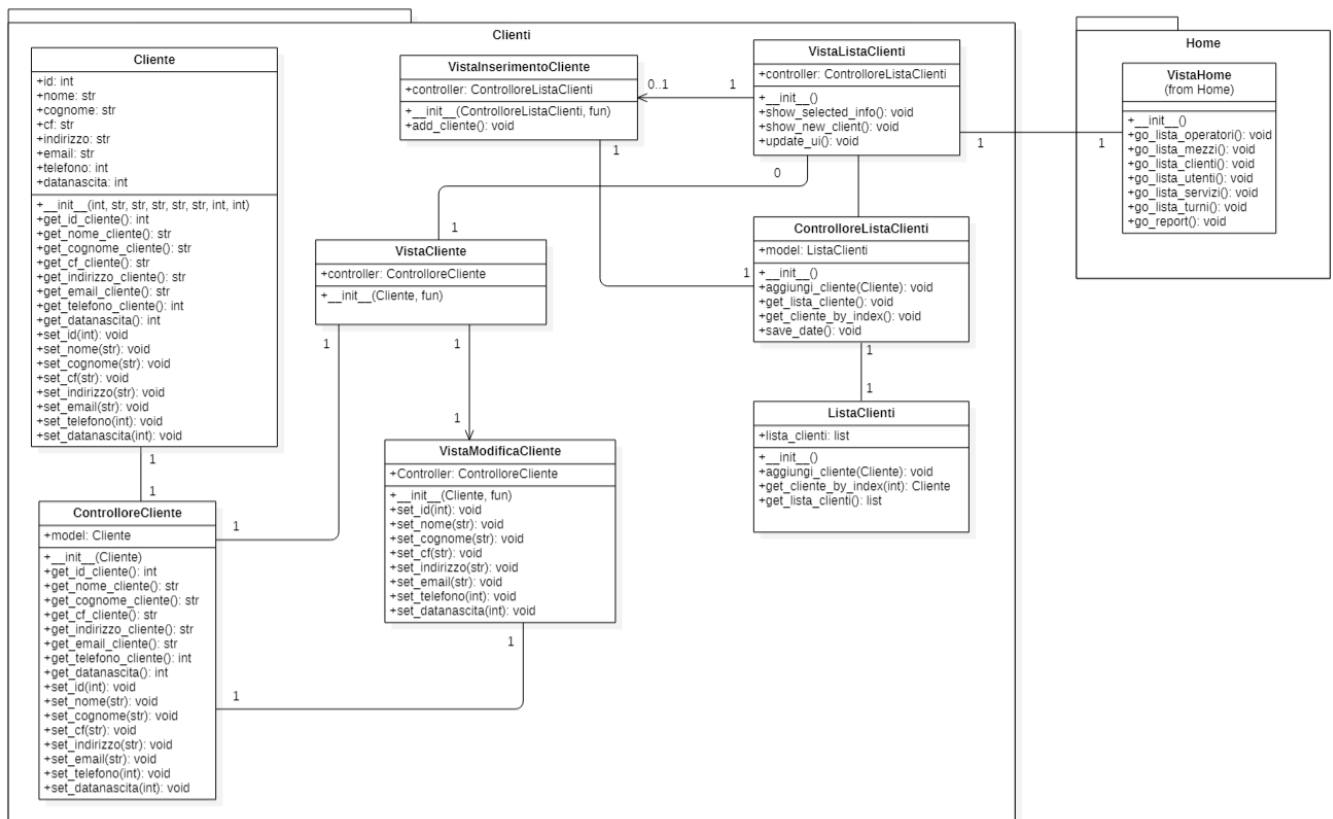 Clienti
Cliente
+id: int
+nome: str
+cognome: str
+cf: str
+indirizzo: str
+email: str
+telefono: int
+datanascita: int
+__init__(int, str, str, str, str, str, int, int)
+get_id_cliente(): int
+get_nome_cliente(): str
+get_cognome_cliente(): str
+get_cf_cliente(): str
+get_indirizzo_cliente(): str
+get_email_cliente(): str
+get_telefono_cliente(): int
+get_datanascita(): int
+set_id(int): void
+set_nome(str): void
+set_cognome(str): void
+set_cf(str): void
+set_indirizzo(str): void
+set_email(str): void
+set_telefono(int): void
+set_datanascita(int): void
1
1
ControlloreCliente
+model: Cliente
+__init__(Cliente)
+get_id_cliente(): int
+get_nome_cliente(): str
+get_cognome_cliente(): str
+get_cf_cliente(): str
+get_indirizzo_cliente(): str
+get_email_cliente(): str
+get_telefono_cliente(): int
+get_datanascita(): int
+set_id(int): void
+set_nome(str): void
+set_cognome(str): void
+set_cf(str): void
+set_indirizzo(str): void
+set_email(str): void
+set_telefono(int): void
+set_datanascita(int): void
VistaInserimentoCliente
+controller: ControlloreListaClienti
+__init__(ControlloreListaClienti, fun)
+add_cliente(): void
0..1
1
1
1
0
1
VistaCliente
+controller: ControlloreCliente
+__init__(Cliente, fun)
1
1
1
1
VistaModificaCliente
+Controller: ControlloreCliente
+__init__(Cliente, fun)
+set_id(int): void
+set_nome(str): void
+set_cognome(str): void
+set_cf(str): void
+set_indirizzo(str): void
+set_email(str): void
+set_telefono(int): void
+set_datanascita(int): void
1
1
VistaListaClienti
+controller: ControlloreListaClienti
+__init__()
+show_selected_info(): void
+show_new_client(): void
+update_ui(): void
1
1
ControlloreListaClienti
+model: ListaClienti
+__init__()
+aggiungi_cliente(Cliente): void
+get_lista_cliente(): void
+get_cliente_by_index(): void
+save_date(): void
1
1
ListaClienti
+lista_clienti: list
+__init__()
+aggiungi_cliente(Cliente): void
+get_cliente_by_index(int): Cliente
+get_lista_clienti(): list
Home
VistaHome
(from Home)
+__init__()
+go_lista_operatori(): void
+go_lista_mezzi(): void
+go_lista_clienti(): void
+go_lista_utenti(): void
+go_lista_servizi(): void
+go_lista_turni(): void
+go_report(): void